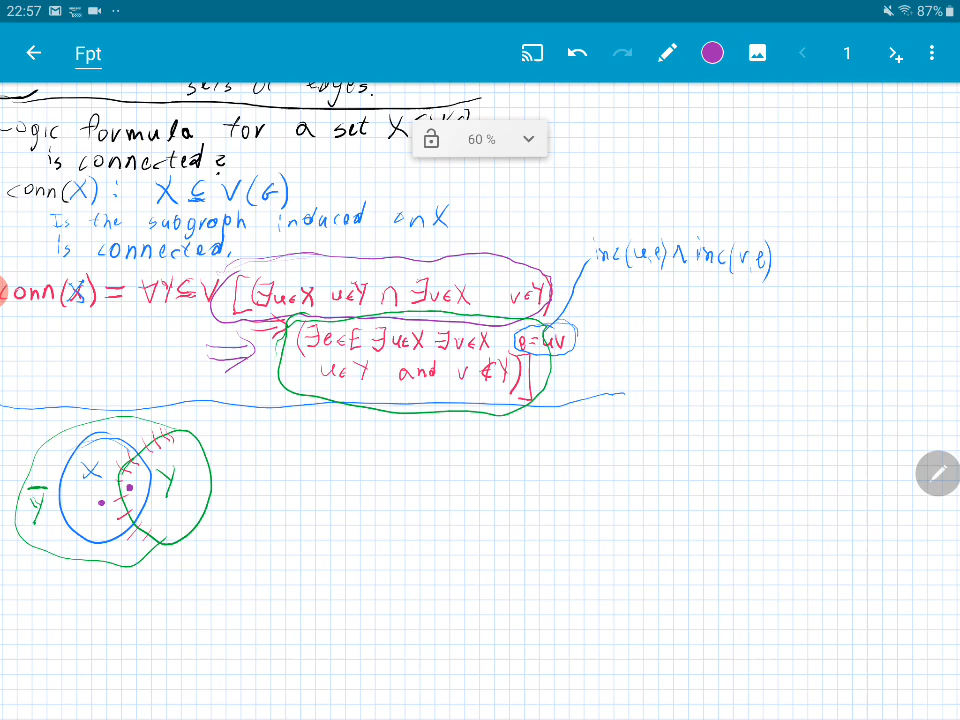 22:57
87%
Fpt
1
sets of edges.
Logic formula for a set X
60 %
is connected?
conn(X): X ⊆ V(G)
Is the subgraph induced on X
is connected.
inc(u,e) ∧ inc(v,e)
conn(X) = ∀Y⊆V [(∃u∈X u∈Y ∩ ∃v∈X v∉Y)
⇒ (∃e∈E ∃u∈X ∃v∈X e=uv
u∈Y and v∉Y)]
X
Y
Y̅